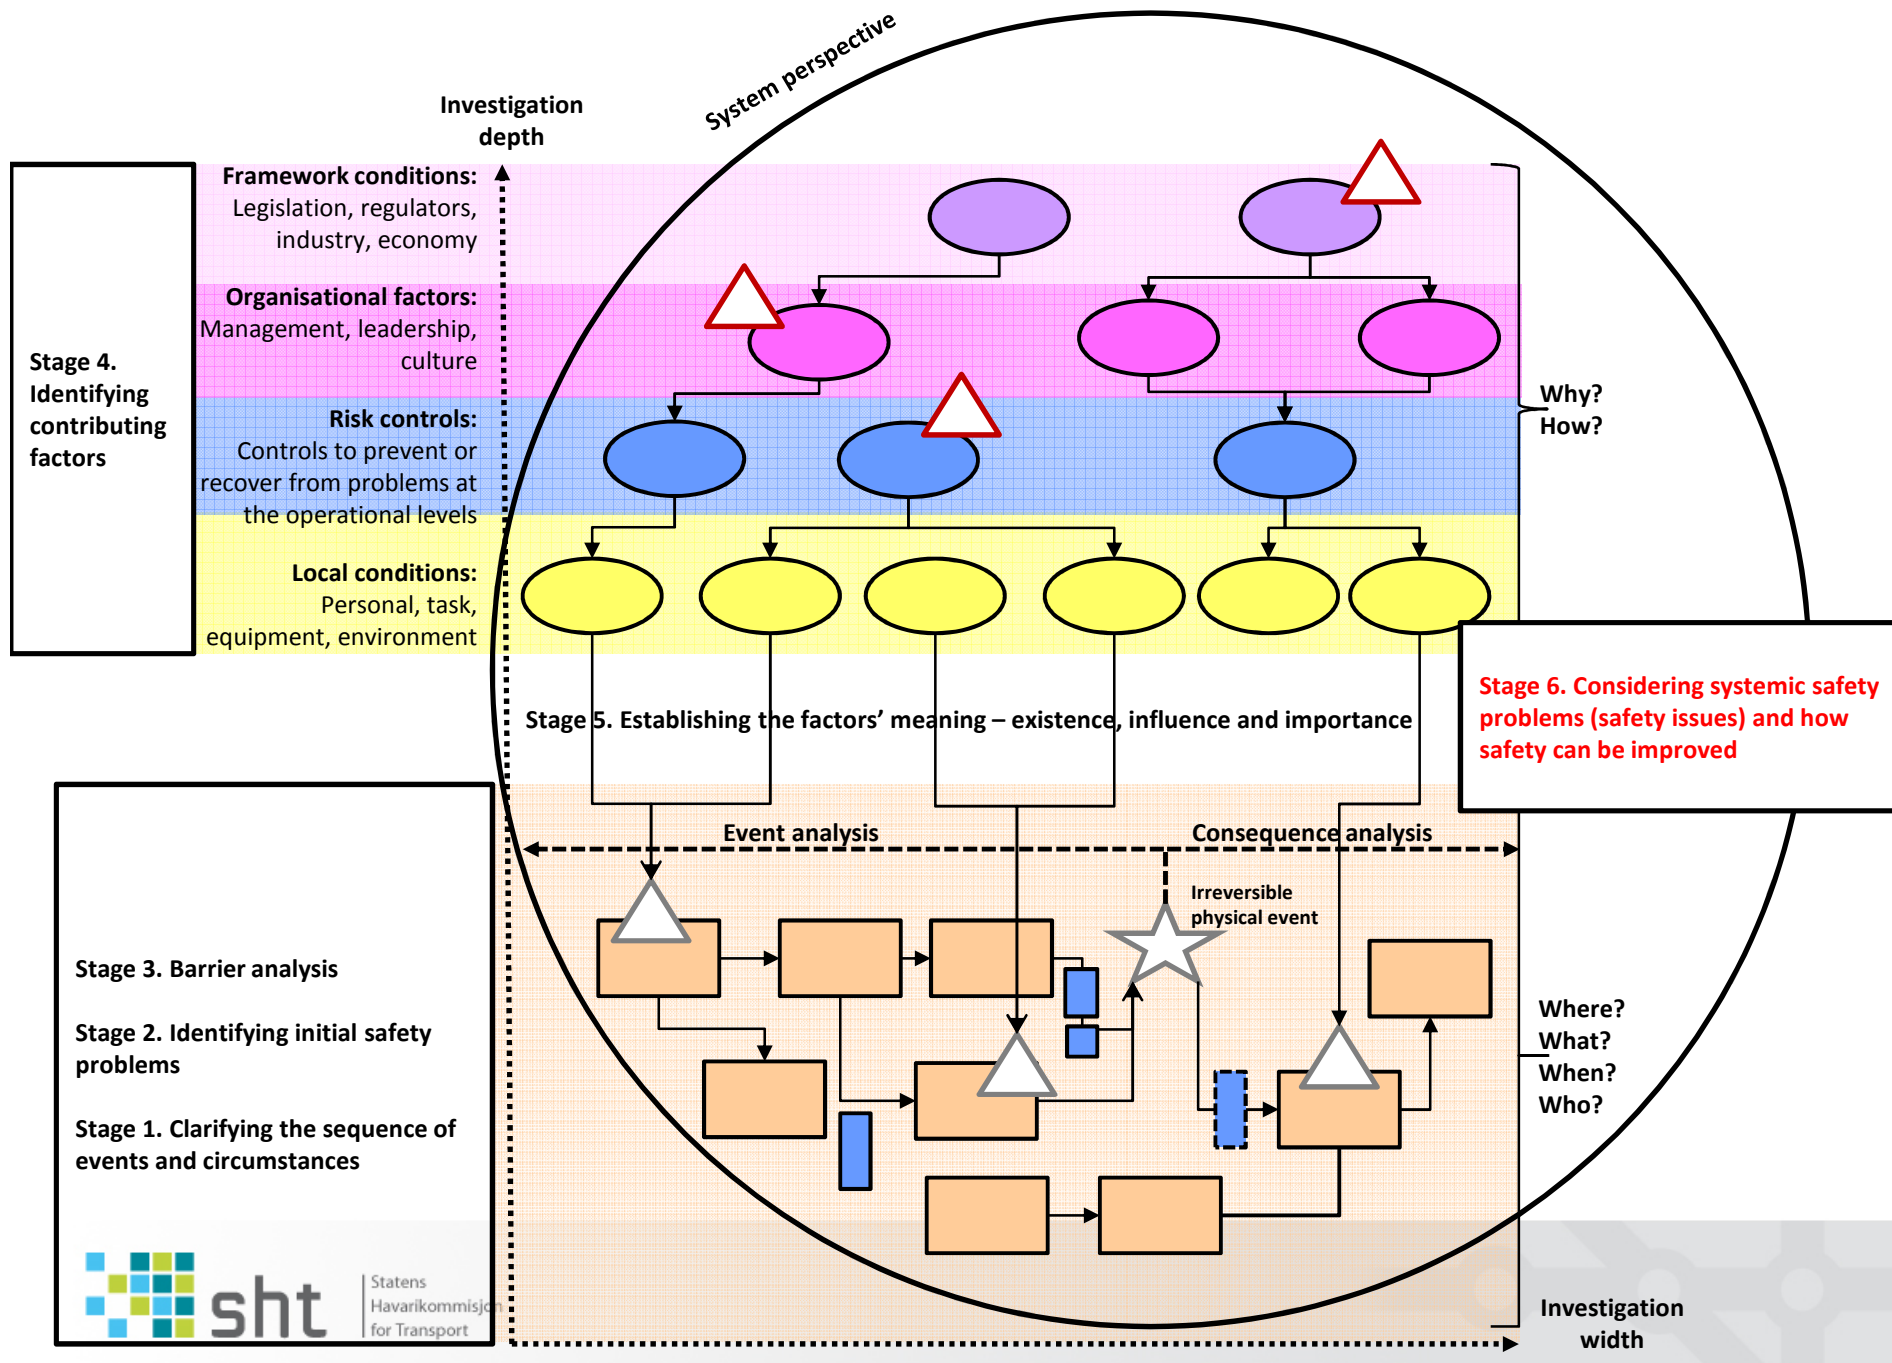 System perspective
Investigation
depth
Framework conditions:
Legislation, regulators,
industry, economy
Organisational factors:
Management, leadership,
culture
Stage 4.
Identifying
contributing
factors
Risk controls:
Controls to prevent or
recover from problems at
the operational levels
Why?
How?
Local conditions:
Personal, task,
equipment, environment
Stage 5. Establishing the factors’ meaning – existence, influence and importance
Stage 6. Considering systemic safety
problems (safety issues) and how
safety can be improved
Event analysis
Consequence analysis
Irreversible
physical event
Stage 3. Barrier analysis
Stage 2. Identifying initial safety
problems
Stage 1. Clarifying the sequence of
events and circumstances
Where?
What?
When?
Who?
sht
Statens
Havarikommisjon
for Transport
Investigation
width